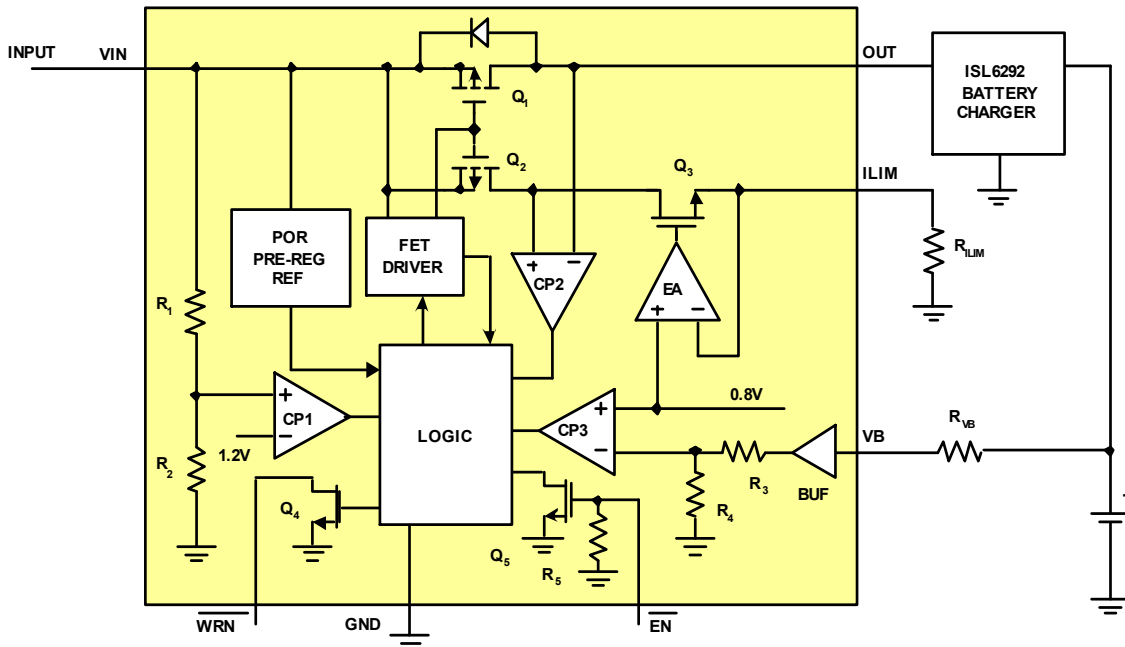 INPUT
VIN
OUT
ISL6292
BATTERY
CHARGER
Q1
Q2
Q3
ILIM
RILIM
POR
PRE-REG
REF
FET
DRIVER
+
−
CP2
EA
+
−
R1
+
CP1
−
1.2V
LOGIC
+
CP3
−
0.8V
VB
RVB
R2
R3
BUF
R4
Q4
Q5
R5
WRN
GND
EN